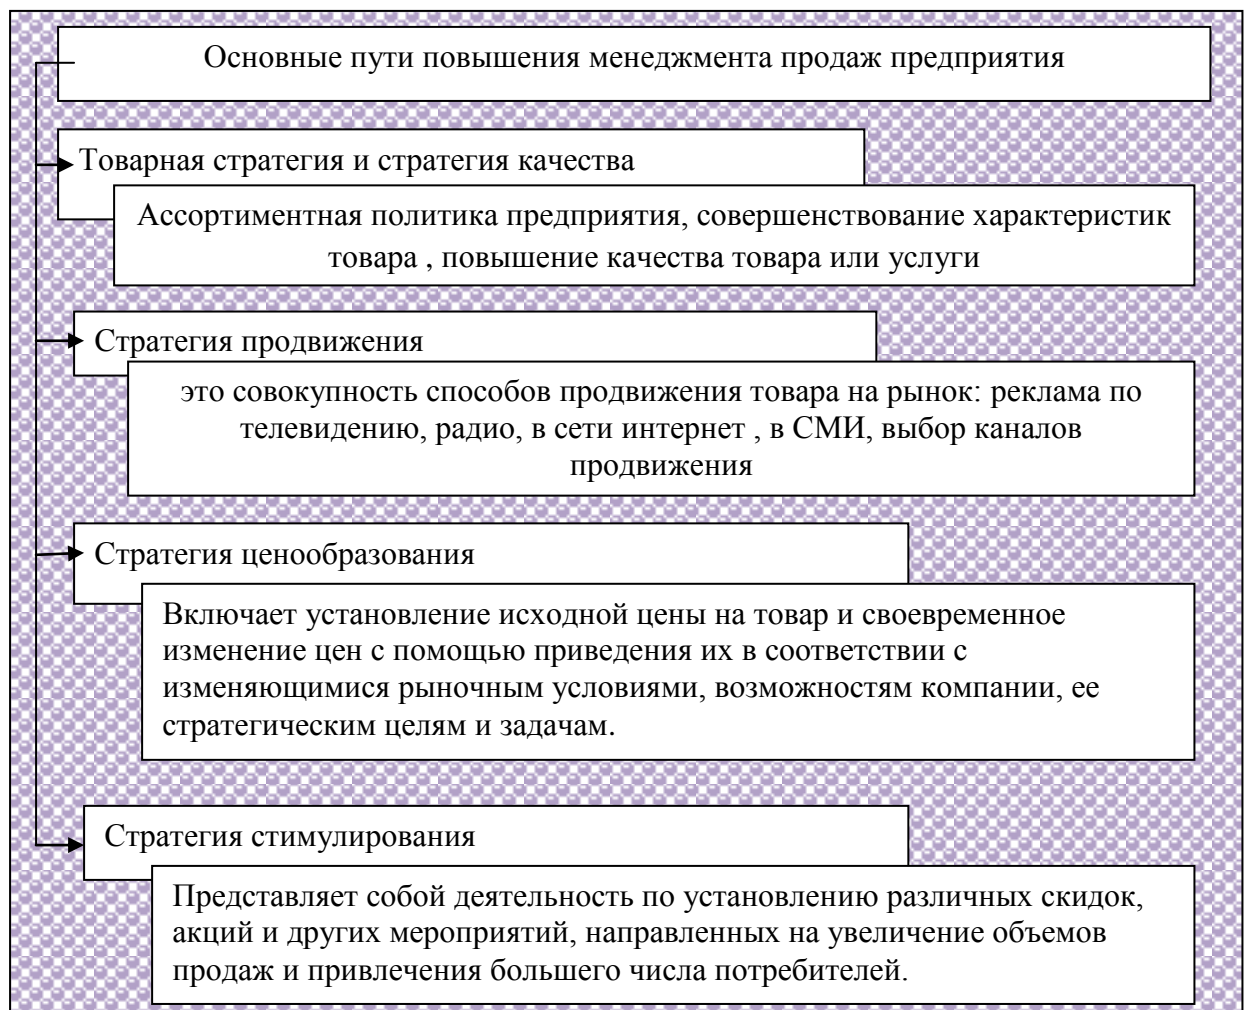 Основные пути повышения менеджмента продаж предприятия
Товарная стратегия и стратегия качества
Ассортиментная политика предприятия, совершенствование характеристик
товара , повышение качества товара или услуги
Стратегия продвижения
это совокупность способов продвижения товара на рынок: реклама по
телевидению, радио, в сети интернет , в СМИ, выбор каналов
продвижения
Стратегия ценообразования
Включает установление исходной цены на товар и своевременное
изменение цен с помощью приведения их в соответствии с
изменяющимися рыночным условиями, возможностям компании, ее
стратегическим целям и задачам.
Стратегия стимулирования
Представляет собой деятельность по установлению различных скидок,
акций и других мероприятий, направленных на увеличение объемов
продаж и привлечения большего числа потребителей.